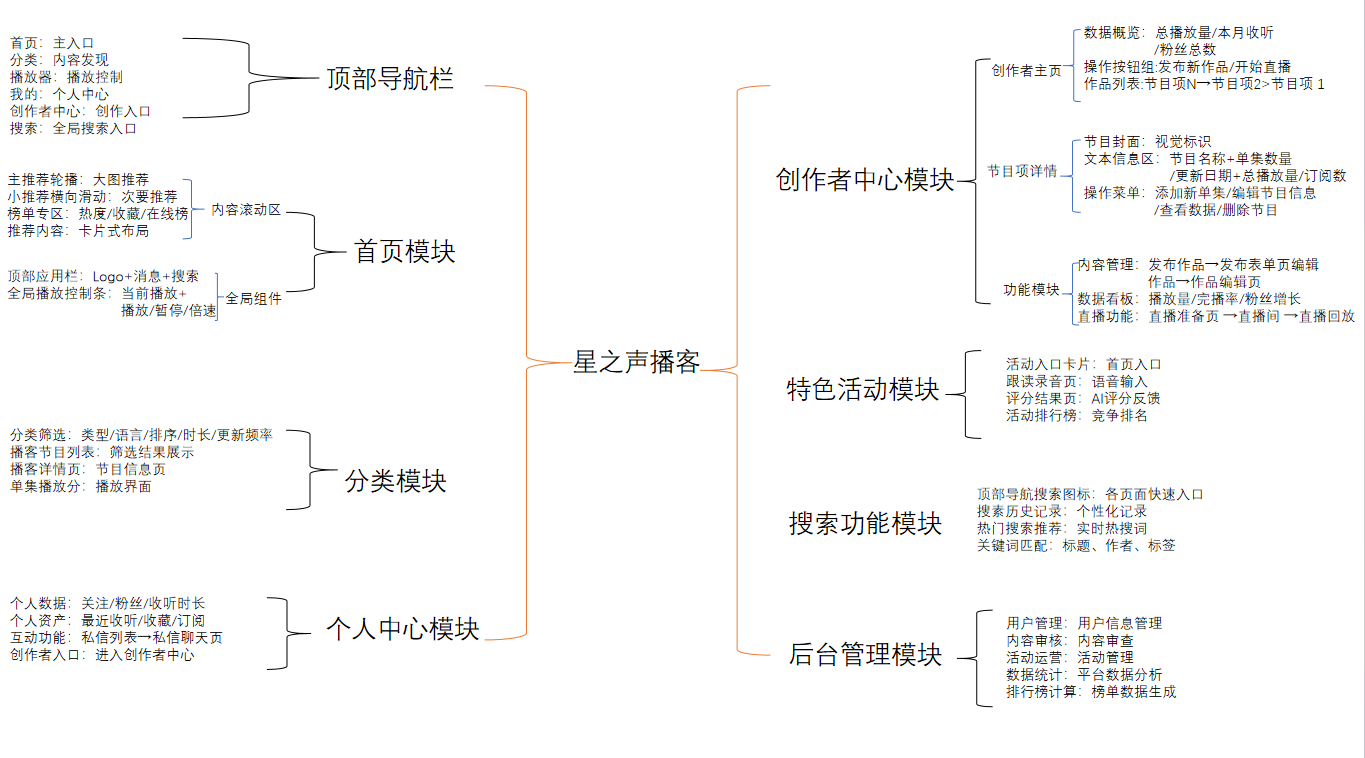 首页：主入口
分类：内容发现
播放器：播放控制
我的：个人中心
创作者中心：创作入口
搜索：全局搜索入口
顶部导航栏
主推荐轮播：大图推荐
小推荐横向滑动：次要推荐
榜单专区：热度/收藏/在线榜
推荐内容：卡片式布局
内容滚动区
顶部应用栏：Logo+消息+搜索
全局播放控制条：当前播放+
播放/暂停/倍速
全局组件
首页模块
分类筛选：类型/语言/排序/时长/更新频率
播客节目列表：筛选结果展示
播客详情页：节目信息页
单集播放分：播放界面
分类模块
个人数据：关注/粉丝/收听时长
个人资产：最近收听/收藏/订阅
互动功能：私信列表→私信聊天页
创作者入口：进入创作者中心
个人中心模块
星之声播客
创作者中心模块
创作者主页
数据概览：总播放量/本月收听
/粉丝总数
操作按钮组:发布新作品/开始直播
作品列表:节目项N→节目项2>节目项 1
节目项详情
节目封面：视觉标识
文本信息区：节目名称+单集数量
/更新日期+总播放量/订阅数
操作菜单：添加新单集/编辑节目信息
/查看数据/删除节目
功能模块
内容管理：发布作品→发布表单页编辑
作品→作品编辑页
数据看板：播放量/完播率/粉丝增长
直播功能：直播准备页 →直播间 →直播回放
特色活动模块
活动入口卡片：首页入口
跟读录音页：语音输入
评分结果页：AI评分反馈
活动排行榜：竞争排名
搜索功能模块
顶部导航搜索图标：各页面快速入口
搜素历史记录：个性化记录
热门搜索推荐：实时热搜词
关键词匹配：标题、作者、标签
后台管理模块
用户管理：用户信息管理
内容审核：内容审查
活动运营：活动管理
数据统计：平台数据分析
排行榜计算：榜单数据生成